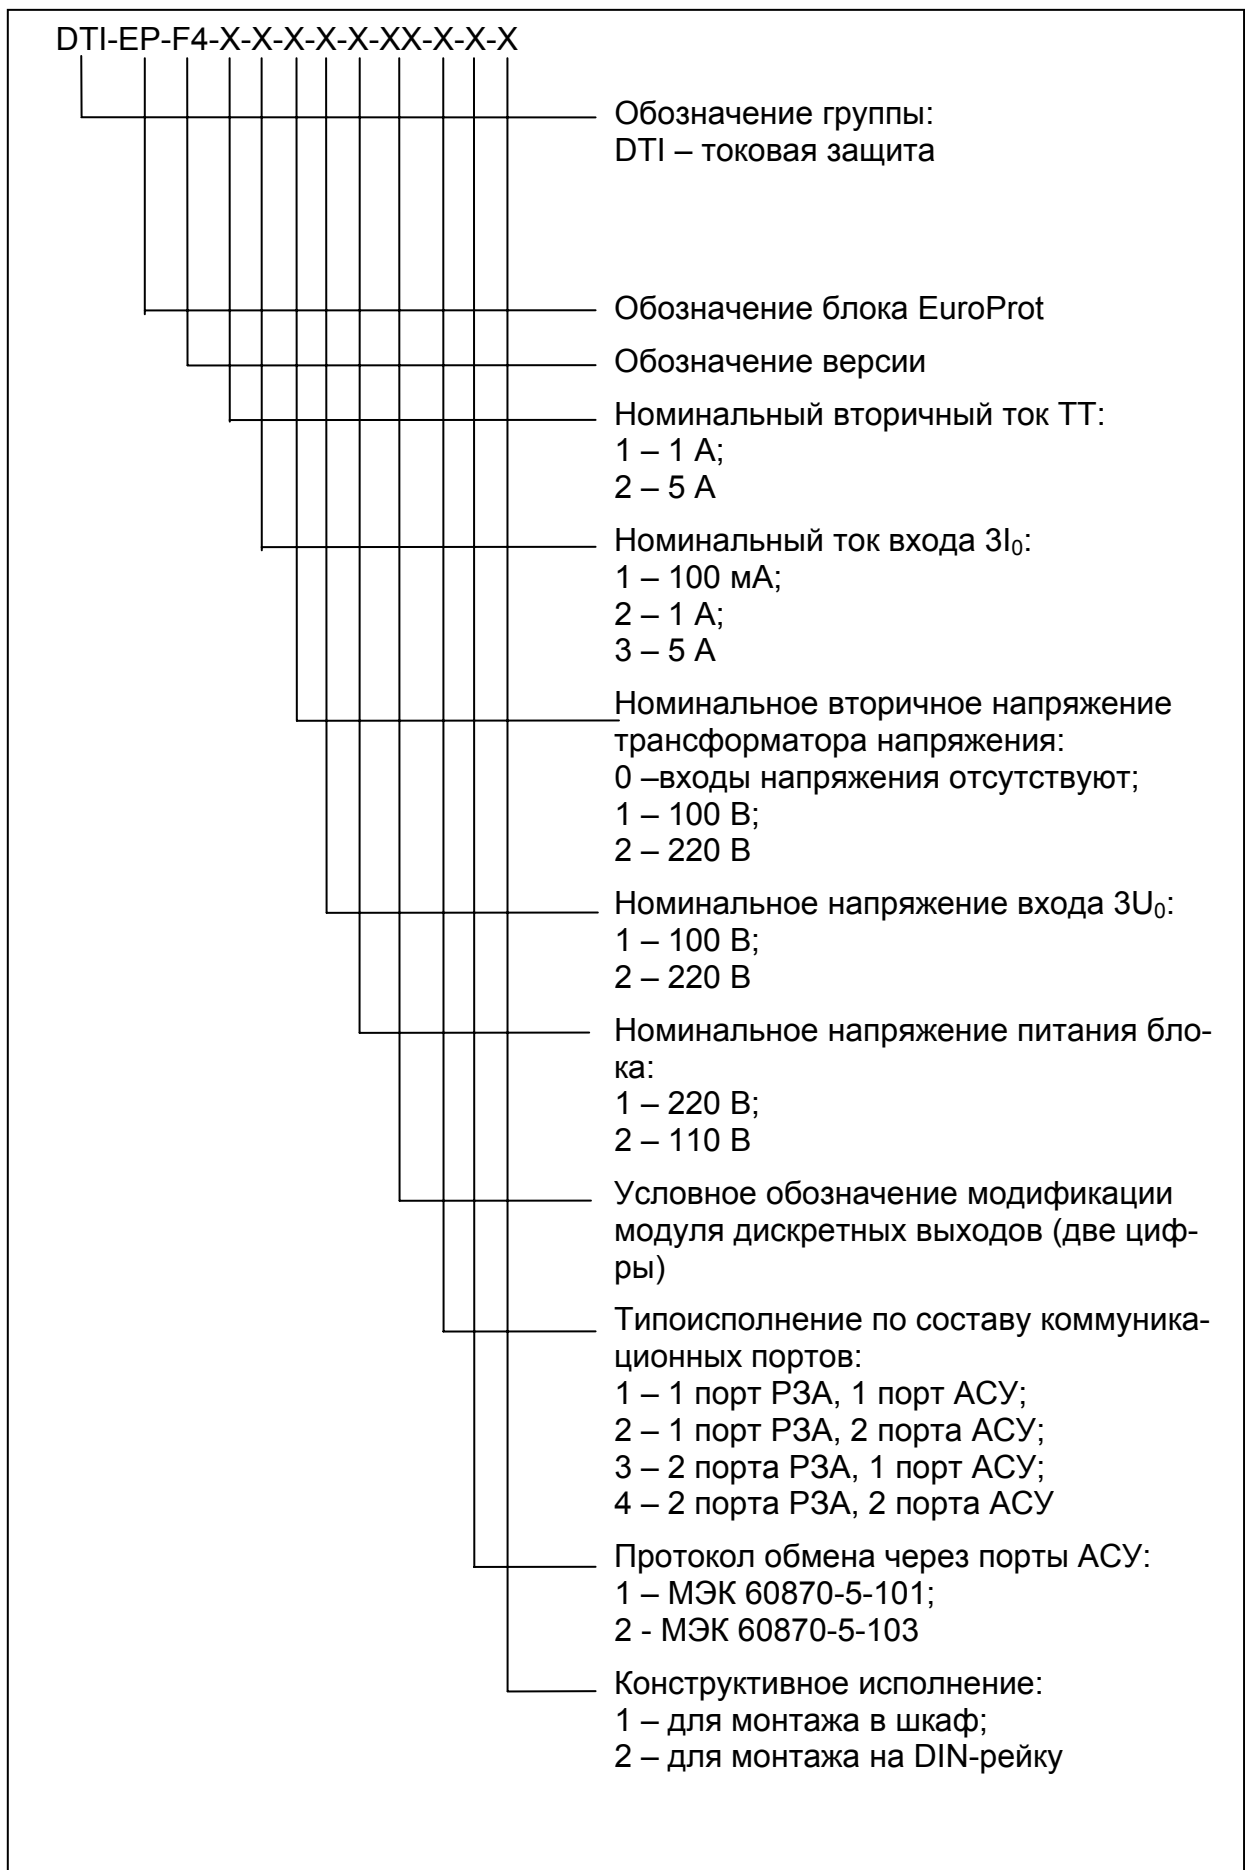 DTI-EP-F4-X-X-X-X-X-XX-X-X-X
Обозначение группы:
DTI – токовая защита
Обозначение блока EuroProt
Обозначение версии
Номинальный вторичный ток ТТ:
1 – 1 А;
2 – 5 А
Номинальный ток входа 3I₀:
1 – 100 мА;
2 – 1 А;
3 – 5 А
Номинальное вторичное напряжение
трансформатора напряжения:
0 –входы напряжения отсутствуют;
1 – 100 В;
2 – 220 В
Номинальное напряжение входа 3U₀:
1 – 100 В;
2 – 220 В
Номинальное напряжение питания бло-
ка:
1 – 220 В;
2 – 110 В
Условное обозначение модификации
модуля дискретных выходов (две циф-
ры)
Типоисполнение по составу коммуника-
ционных портов:
1 – 1 порт РЗА, 1 порт АСУ;
2 – 1 порт РЗА, 2 порта АСУ;
3 – 2 порта РЗА, 1 порт АСУ;
4 – 2 порта РЗА, 2 порта АСУ
Протокол обмена через порты АСУ:
1 – МЭК 60870-5-101;
2 - МЭК 60870-5-103
Конструктивное исполнение:
1 – для монтажа в шкаф;
2 – для монтажа на DIN-рейку